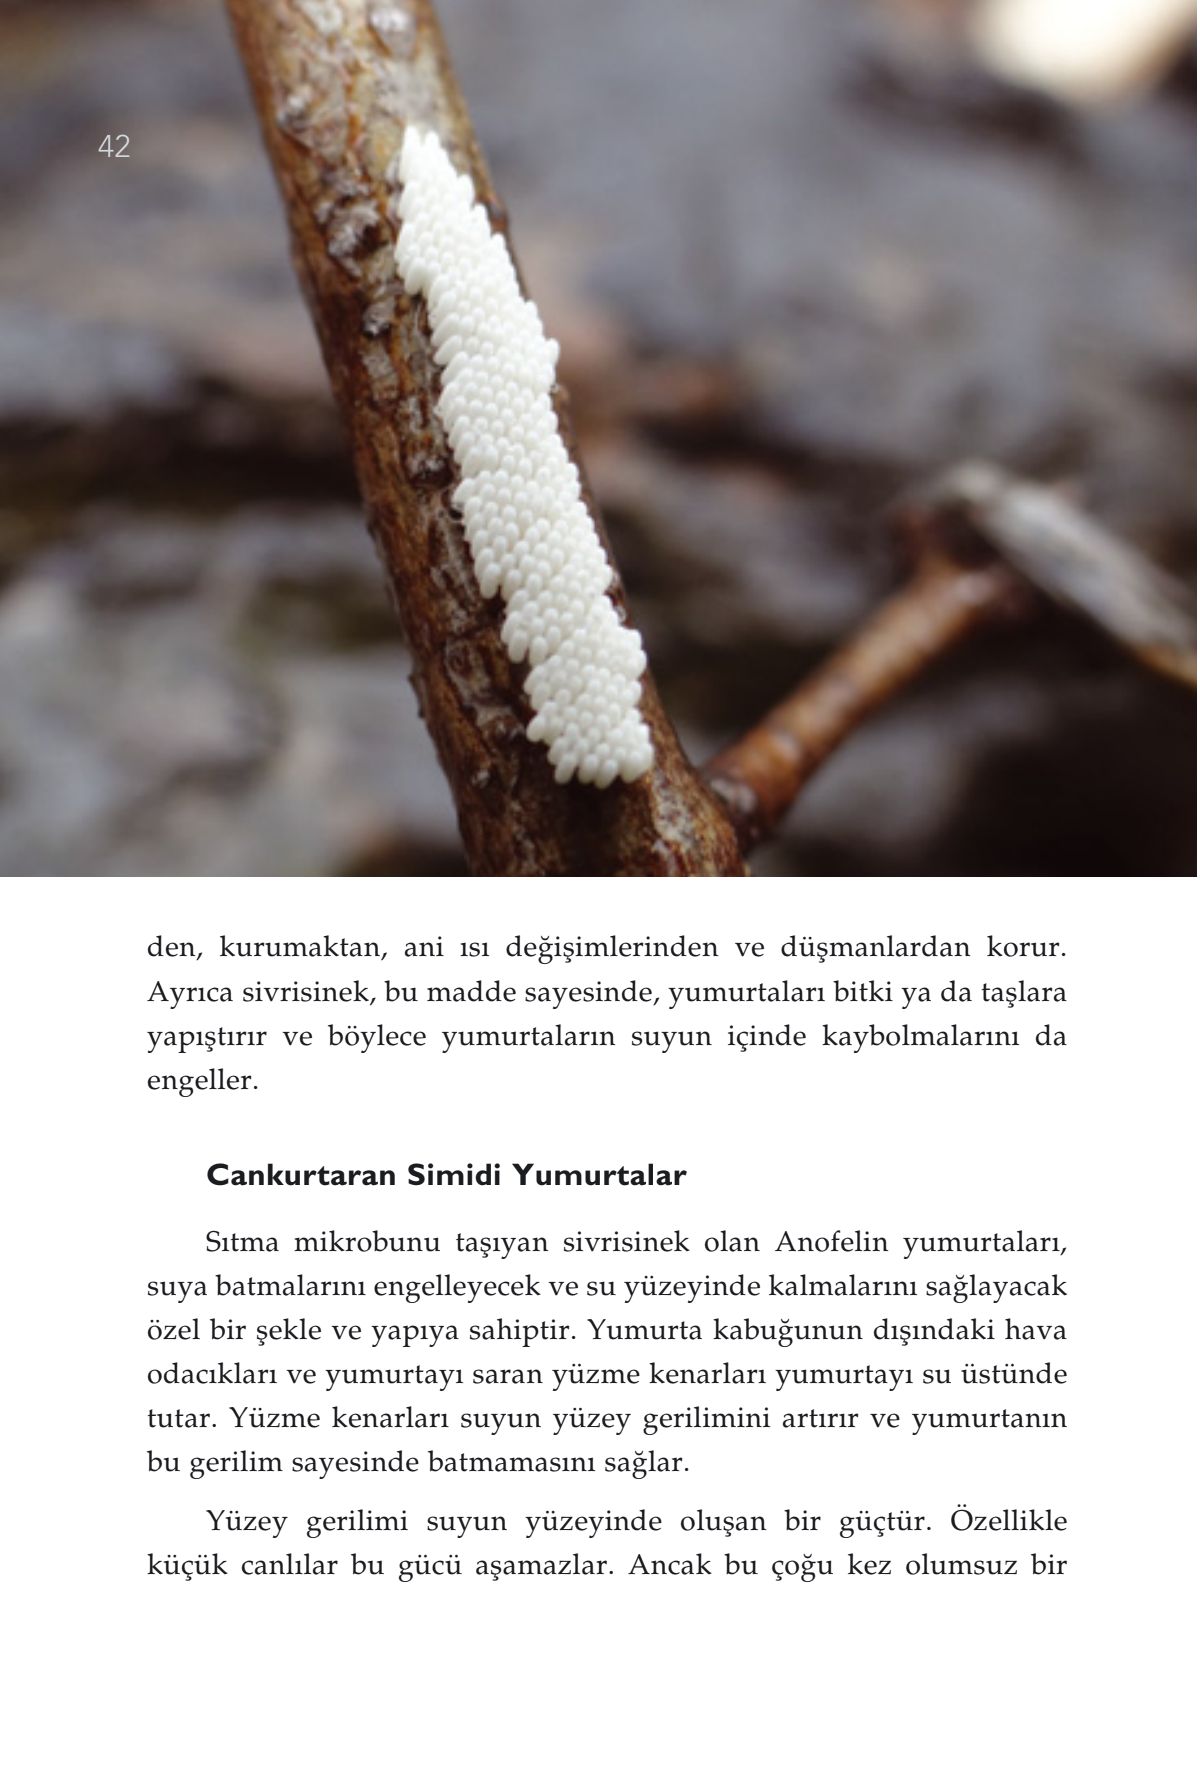 42
den, kurumaktan, ani ısı değişimlerinden ve düşmanlardan korur.
Ayrıca sivrisinek, bu madde sayesinde, yumurtaları bitki ya da taşlara
yapıştırır ve böylece yumurtaların suyun içinde kaybolmalarını da
engeller.
Cankurtaran Simidi Yumurtalar
Sıtma mikrobunu taşıyan sivrisinek olan Anofelin yumurtaları,
suya batmalarını engelleyecek ve su yüzeyinde kalmalarını sağlayacak
özel bir şekle ve yapıya sahiptir. Yumurta kabuğunun dışındaki hava
odacıkları ve yumurtayı saran yüzme kenarları yumurtayı su üstünde
tutar. Yüzme kenarları suyun yüzey gerilimini artırır ve yumurtanın
bu gerilim sayesinde batmamasını sağlar.
Yüzey gerilimi suyun yüzeyinde oluşan bir güçtür. Özellikle
küçük canlılar bu gücü aşamazlar. Ancak bu çoğu kez olumsuz bir